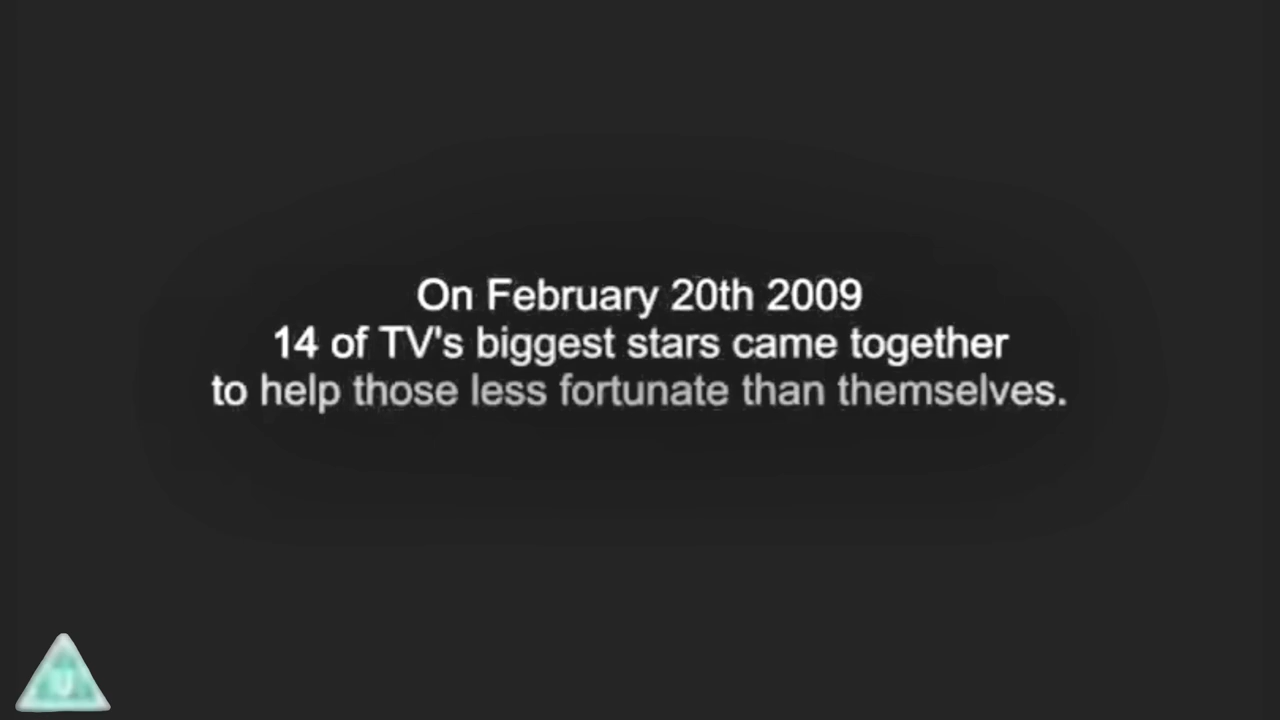 On February 20th 2009
14 of TV's biggest stars came together
to help those less fortunate than themselves.
U